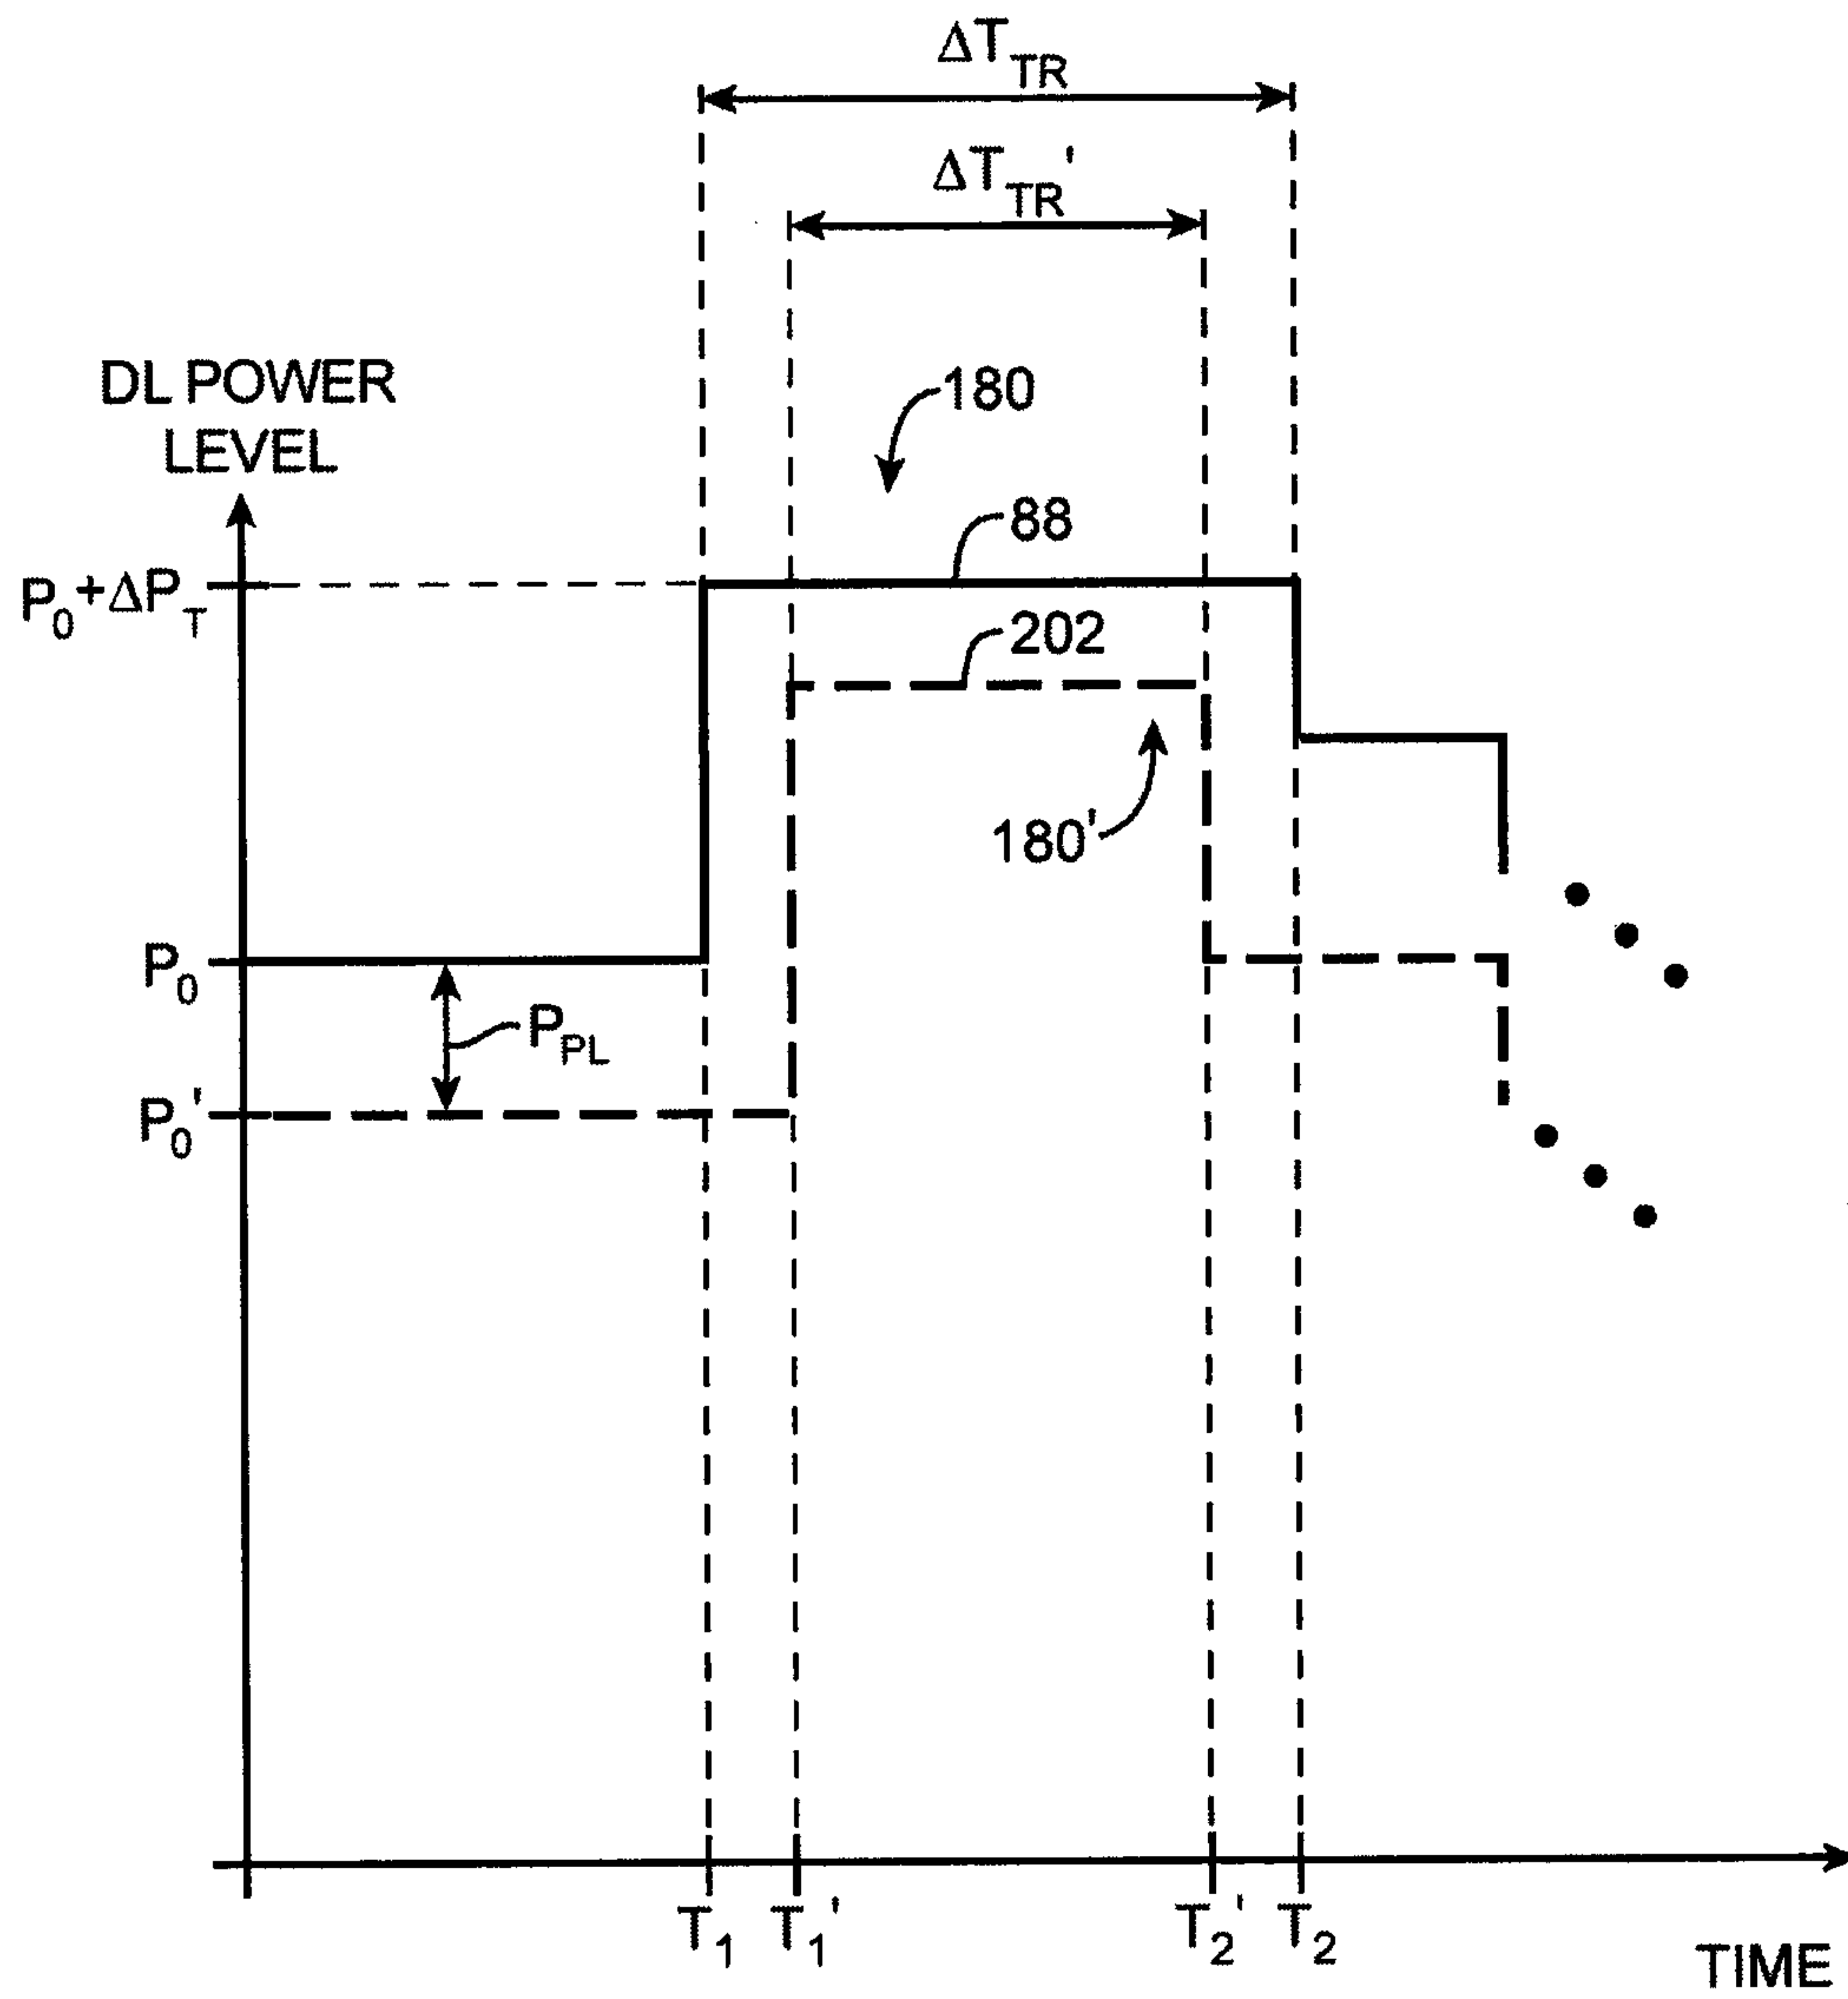 ΔT_TR
ΔT_TR'
DL POWER
LEVEL
180
88
P_0+ΔP_T
202
180'
P_0
P_PL
P_0'
T_1 T_1' T_2' T_2
TIME